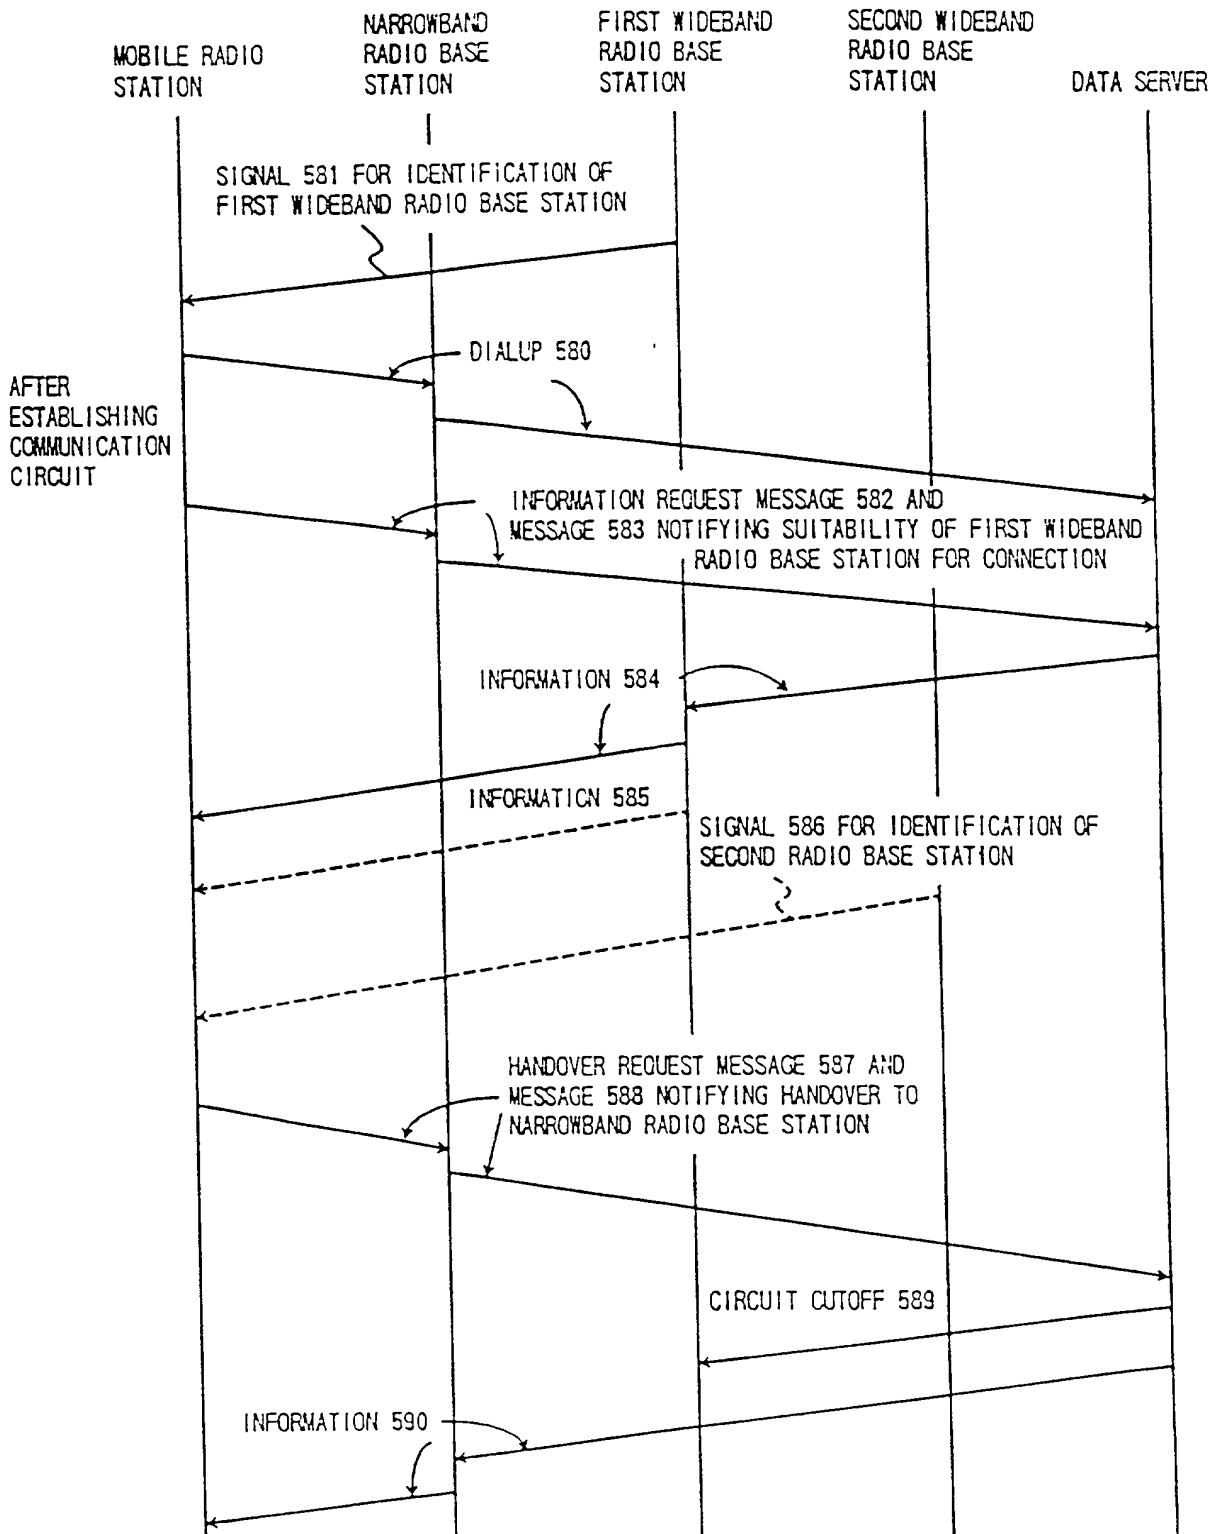 MOBILE RADIO
STATION
NARROWBAND
RADIO BASE
STATION
FIRST WIDEBAND
RADIO BASE
STATION
SECOND WIDEBAND
RADIO BASE
STATION
DATA SERVER
SIGNAL 581 FOR IDENTIFICATION OF
FIRST WIDEBAND RADIO BASE STATION
DIALUP 580
AFTER
ESTABLISHING
COMMUNICATION
CIRCUIT
INFORMATION REQUEST MESSAGE 582 AND
MESSAGE 583 NOTIFYING SUITABILITY OF FIRST WIDEBAND
RADIO BASE STATION FOR CONNECTION
INFORMATION 584
INFORMATION 585
SIGNAL 586 FOR IDENTIFICATION OF
SECOND RADIO BASE STATION
HANDOVER REQUEST MESSAGE 587 AND
MESSAGE 588 NOTIFYING HANDOVER TO
NARROWBAND RADIO BASE STATION
CIRCUIT CUTOFF 589
INFORMATION 590